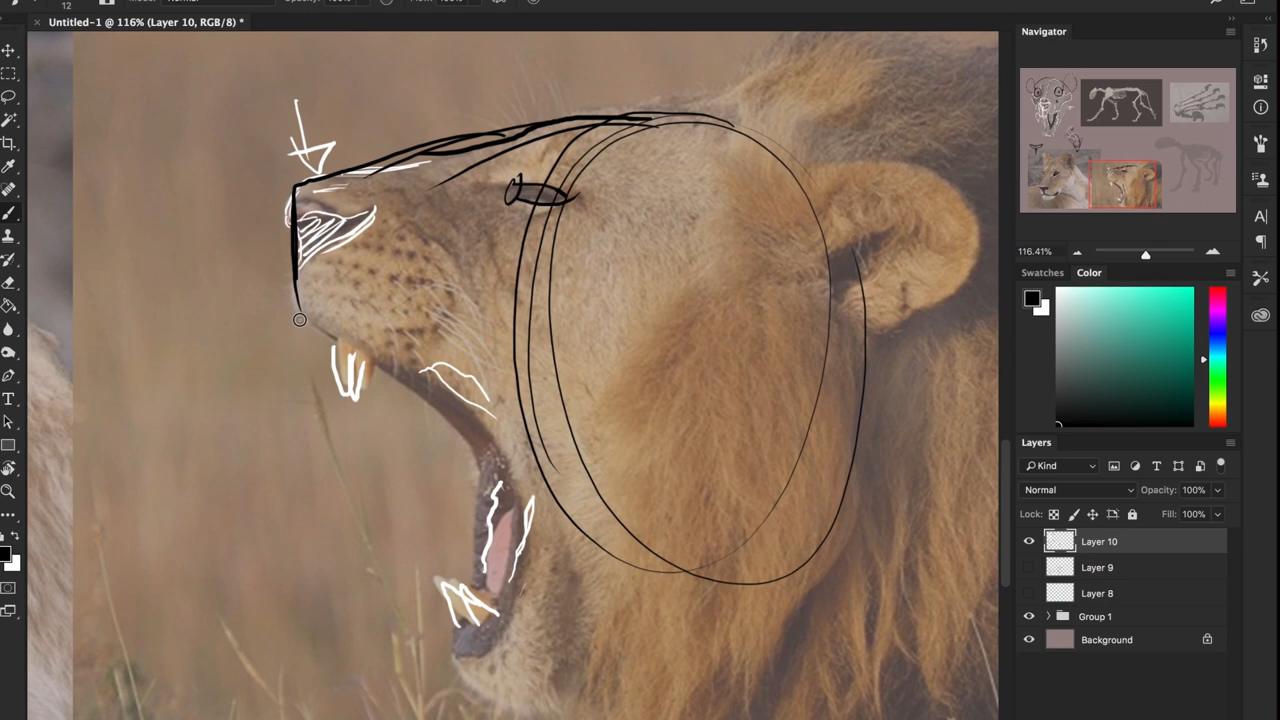 12
Untitled-1 @ 116% (Layer 10, RGB/8) *
Navigator
116.41%
Swatches
Color
Layers
Kind
Normal
Opacity: 100%
Lock:
Fill: 100%
Layer 10
Layer 9
Layer 8
Group 1
Background